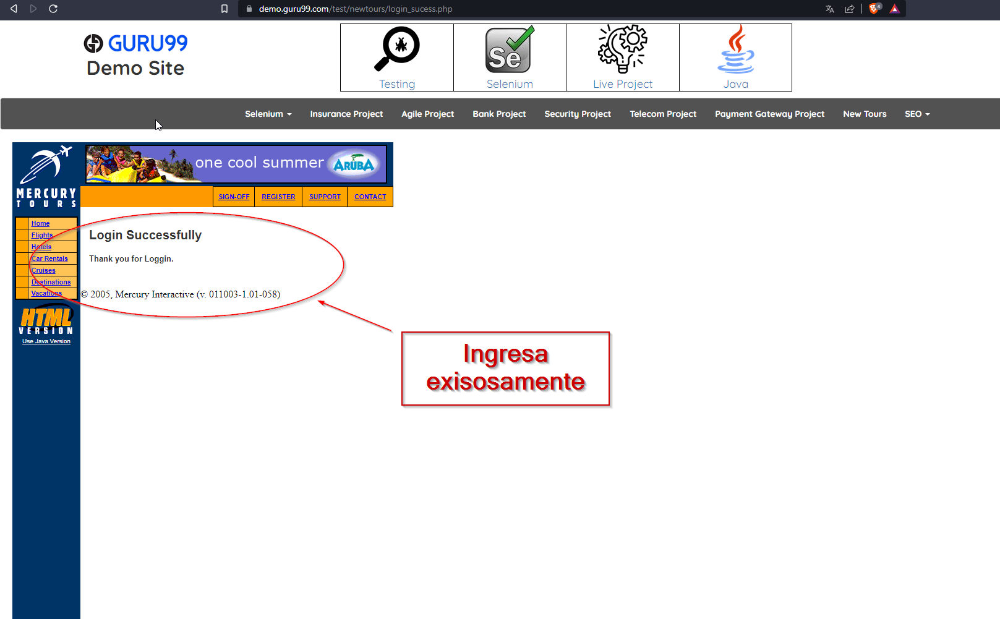 demo.guru99.com/test/newtours/login_sucess.php
4
GURU99
Demo Site
Se
Testing
Selenium
Live Project
Java
Selenium
Insurance Project
Agile Project
Bank Project
Security Project
Telecom Project
Payment Gateway Project
New Tours
SEO
MERCURY
TOURS
one cool summer
ARUBA
SIGN-OFF
REGISTER
SUPPORT
CONTACT
Home
Flights
Hotels
Car Rentals
Cruises
Destinations
Vacations
HTML
VERSION
Use Java Version
Login Successfully
Thank you for Loggin.
© 2005, Mercury Interactive (v. 011003-1.01-058)
Ingresa
exisosamente